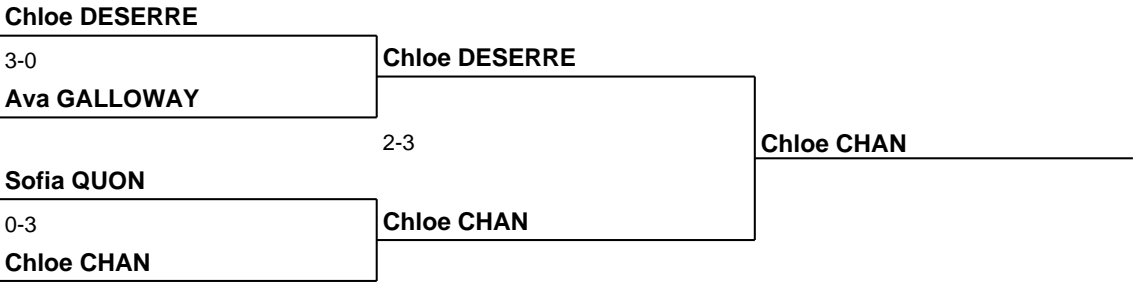 Chloe DESERRE
3-0
Chloe DESERRE
Ava GALLOWAY
2-3
Chloe CHAN
Sofia QUON
0-3
Chloe CHAN
Chloe CHAN